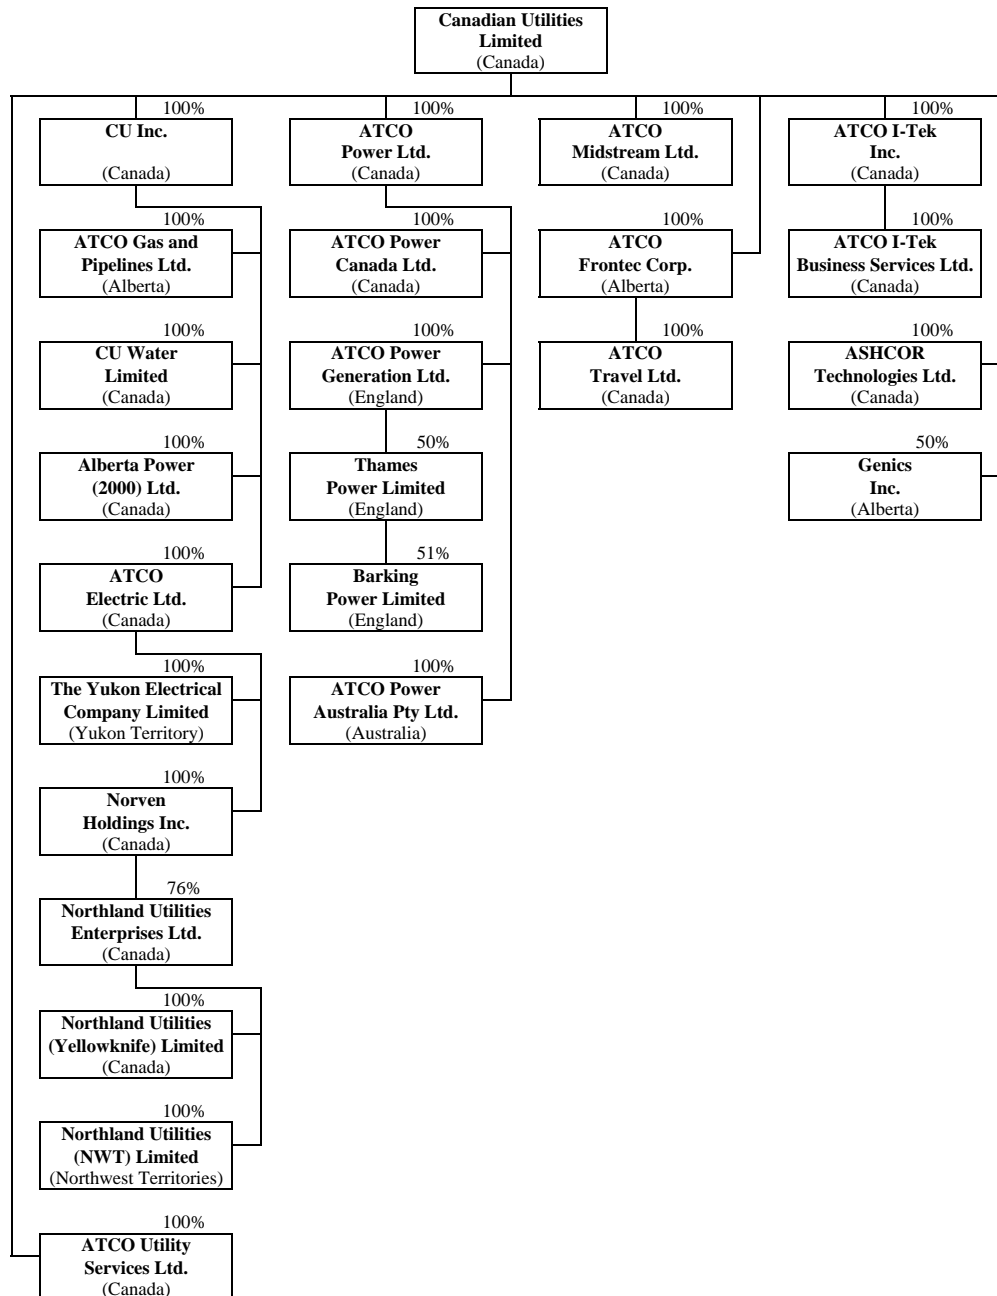 Canadian Utilities
Limited
(Canada)
100%
CU Inc.
(Canada)
100%
ATCO
Power Ltd.
(Canada)
100%
ATCO
Midstream Ltd.
(Canada)
100%
ATCO I-Tek
Inc.
(Canada)
100%
ATCO Gas and
Pipelines Ltd.
(Alberta)
100%
ATCO Power
Canada Ltd.
(Canada)
100%
ATCO
Frontec Corp.
(Alberta)
100%
ATCO I-Tek
Business Services Ltd.
(Canada)
100%
CU Water
Limited
(Canada)
100%
ATCO Power
Generation Ltd.
(England)
100%
ATCO
Travel Ltd.
(Canada)
100%
ASHCOR
Technologies Ltd.
(Canada)
100%
Alberta Power
(2000) Ltd.
(Canada)
50%
Thames
Power Limited
(England)
50%
Genics
Inc.
(Alberta)
100%
ATCO
Electric Ltd.
(Canada)
51%
Barking
Power Limited
(England)
100%
The Yukon Electrical
Company Limited
(Yukon Territory)
100%
ATCO Power
Australia Pty Ltd.
(Australia)
100%
Norven
Holdings Inc.
(Canada)
76%
Northland Utilities
Enterprises Ltd.
(Canada)
100%
Northland Utilities
(Yellowknife) Limited
(Canada)
100%
Northland Utilities
(NWT) Limited
(Northwest Territories)
100%
ATCO Utility
Services Ltd.
(Canada)